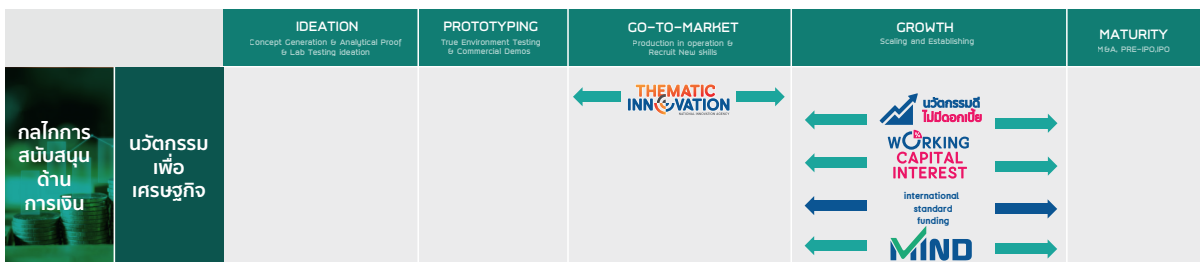 IDEATION
Concept Generation & Analytical Proof
& Lab Testing Ideation
PROTOTYPING
True Environment Testing
& Commercial Demos
GO-TO-MARKET
Production in operation &
Recruit New skills
GROWTH
Scaling and Establishing
MATURITY
M&A, PRE-IPO,IPO
กลไกการ
สนับสนุน
ด้าน
การเงิน
นวัตกรรม
เพื่อ
เศรษฐกิจ
THEMATIC
INNOVATION
NATIONAL INNOVATION AGENCY
นวัตกรรมดี
ไม่มีดอกเบี้ย
WORKING
CAPITAL
INTEREST
international
standard
funding
MIND